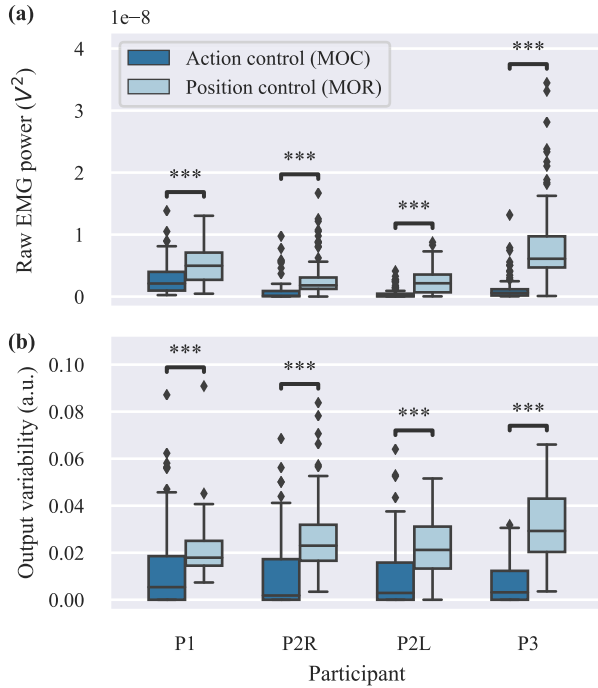 (a)
1e−8
Raw EMG power (V²)
4
3
2
1
0
Action control (MOC)
Position control (MOR)
***
***
***
***
(b)
Output variability (a.u.)
0.10
0.08
0.06
0.04
0.02
0.00
***
***
***
***
P1 P2R P2L P3
Participant